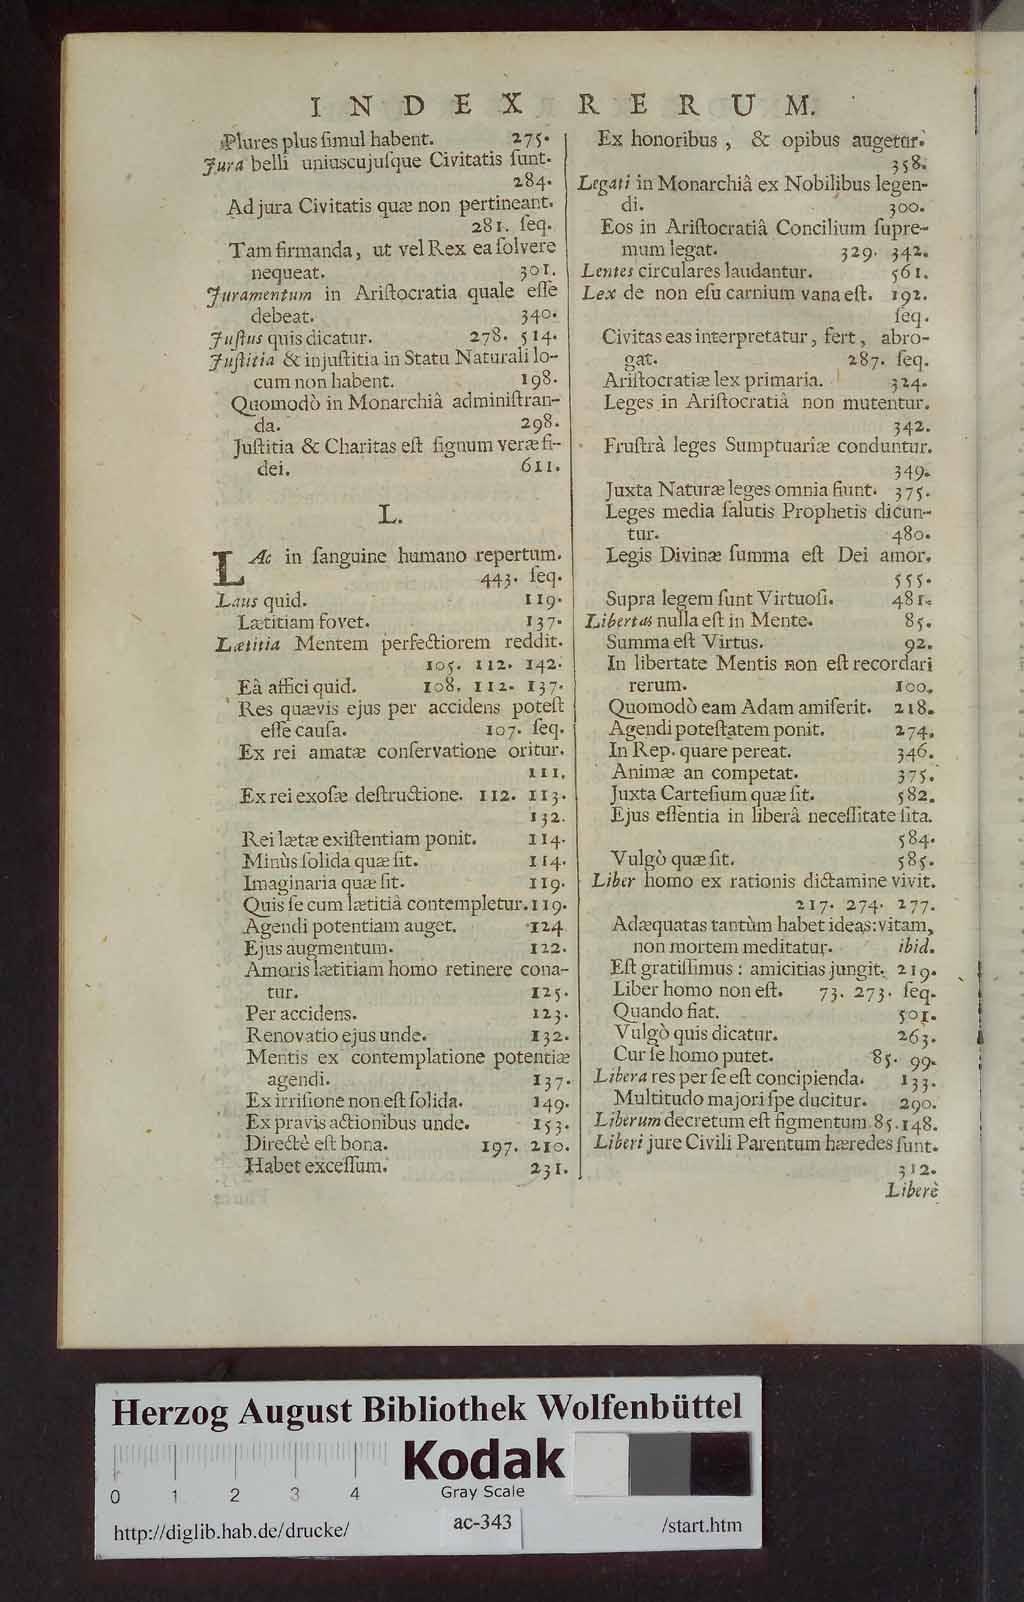 INDEX RERUM.
Plures plus ſimul habent. 275.
Jura belli uniuscujuſque Civitatis ſunt.
284.
Ad jura Civitatis quæ non pertineant.
281. ſeq.
Tam firmanda, ut vel Rex ea ſolvere
nequeat. 301.
Juramentum in Ariſtocratia quale eſſe
debeat. 340.
Juſtus quis dicatur. 278. 514.
Juſtitia & injuſtitia in Statu Naturali lo-
cum non habent. 198.
Quomodò in Monarchiâ adminiſtran-
da. 298.
Juſtitia & Charitas eſt ſignum veræ fi-
dei. 611.
L.
LAc in ſanguine humano repertum.
443. ſeq.
Laus quid. 119.
Lætitiam fovet. 137.
Lætitia Mentem perfectiorem reddit.
105. 112. 142.
Eâ affici quid. 108. 112. 137.
Res quævis ejus per accidens poteſt
eſſe cauſa. 107. ſeq.
Ex rei amatæ conſervatione oritur.
111.
Ex rei exoſæ deſtructione. 112. 113.
132.
Rei lætæ exiſtentiam ponit. 114.
Minùs ſolida quæ ſit. 114.
Imaginaria quæ ſit. 119.
Quis ſe cum lætitiâ contempletur. 119.
Agendi potentiam auget. 124
Ejus augmentum. 122.
Amoris lætitiam homo retinere cona-
tur. 125.
Per accidens. 123.
Renovatio ejus unde. 132.
Mentis ex contemplatione potentiæ
agendi. 137.
Ex irriſione non eſt ſolida. 149.
Ex pravis actionibus unde. 153.
Directè eſt bona. 197. 210.
Habet exceſſum. 231.
Ex honoribus, & opibus augetur.
358.
Legati in Monarchiâ ex Nobilibus legen-
di. 300.
Eos in Ariſtocratiâ Concilium ſupre-
mum legat. 329. 342.
Lentes circulares laudantur. 561.
Lex de non eſu carnium vana eſt. 192.
ſeq.
Civitas eas interpretatur, fert, abro-
gat. 287. ſeq.
Ariſtocratiæ lex primaria. 324.
Leges in Ariſtocratiâ non mutentur.
342.
Fruſtrà leges Sumptuariæ conduntur.
349.
Juxta Naturæ leges omnia fiunt. 375.
Leges media ſalutis Prophetis dicun-
tur. 480.
Legis Divinæ ſumma eſt Dei amor.
555.
Supra legem ſunt Virtuoſi. 481.
Libertas nulla eſt in Mente. 85.
Summa eſt Virtus. 92.
In libertate Mentis non eſt recordari
rerum. 100.
Quomodo eam Adam amiſerit. 218.
Agendi poteſtatem ponit. 274.
In Rep. quare pereat. 346.
Animæ an competat. 375.
Juxta Carteſium quæ ſit. 582.
Ejus eſſentia in liberâ neceſſitate ſita.
584.
Vulgò quæ ſit. 585.
Liber homo ex rationis dictamine vivit.
217. 274. 277.
Adæquatas tantùm habet ideas: vitam,
non mortem meditatur. ibid.
Eſt gratiſſimus: amicitias jungit. 219.
Liber homo non eſt. 73. 273. ſeq.
Quando fiat. 501.
Vulgò quis dicatur. 263.
Cur ſe homo putet. 85. 99.
Libera res per ſe eſt concipienda. 133.
Multitudo majori ſpe ducitur. 290.
Liberum decretum eſt figmentum. 85. 148.
Liberi jure Civili Parentum hæredes ſunt.
312.
Liberè
Herzog August Bibliothek Wolfenbüttel
Kodak
Gray Scale
0 1 2 3 4
http://diglib.hab.de/drucke/ ac-343 /start.htm